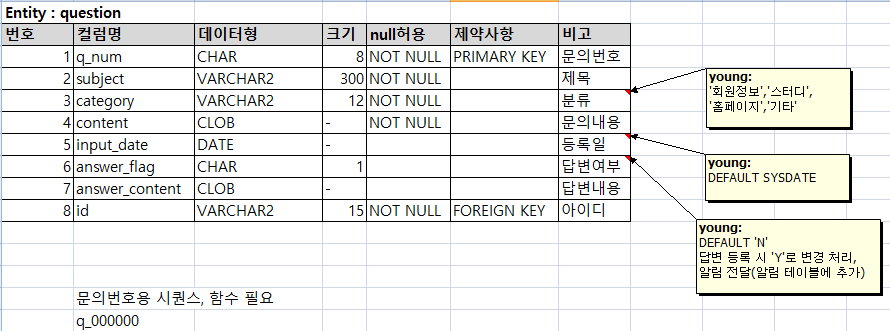 Entity : question
번호 컬럼명 데이터형 크기 null허용 제약사항 비고
1 q_num CHAR 8 NOT NULL PRIMARY KEY 문의번호
2 subject VARCHAR2 300 NOT NULL 제목
3 category VARCHAR2 12 NOT NULL 분류
4 content CLOB - NOT NULL 문의내용
5 input_date DATE - 등록일
6 answer_flag CHAR 1 답변여부
7 answer_content CLOB - 답변내용
8 id VARCHAR2 15 NOT NULL FOREIGN KEY 아이디
young:
'회원정보','스터디',
'홈페이지','기타'
young:
DEFAULT SYSDATE
young:
DEFAULT 'N'
답변 등록 시 'Y'로 변경 처리,
알림 전달(알림 테이블에 추가)
문의번호용 시퀀스, 함수 필요
q_000000